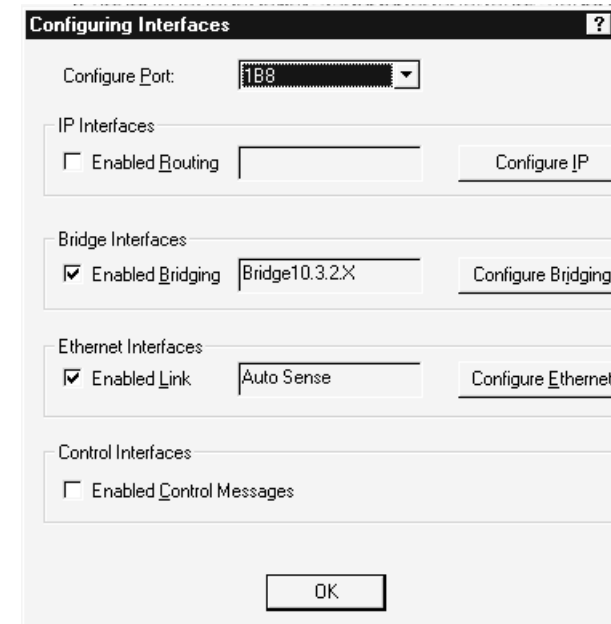 Configuring Interfaces ?
Configure Port: 1B8
IP Interfaces
Enabled Routing Configure IP
Bridge Interfaces
Enabled Bridging Bridge10.3.2.X Configure Bridging
Ethernet Interfaces
Enabled Link Auto Sense Configure Ethernet
Control Interfaces
Enabled Control Messages
OK